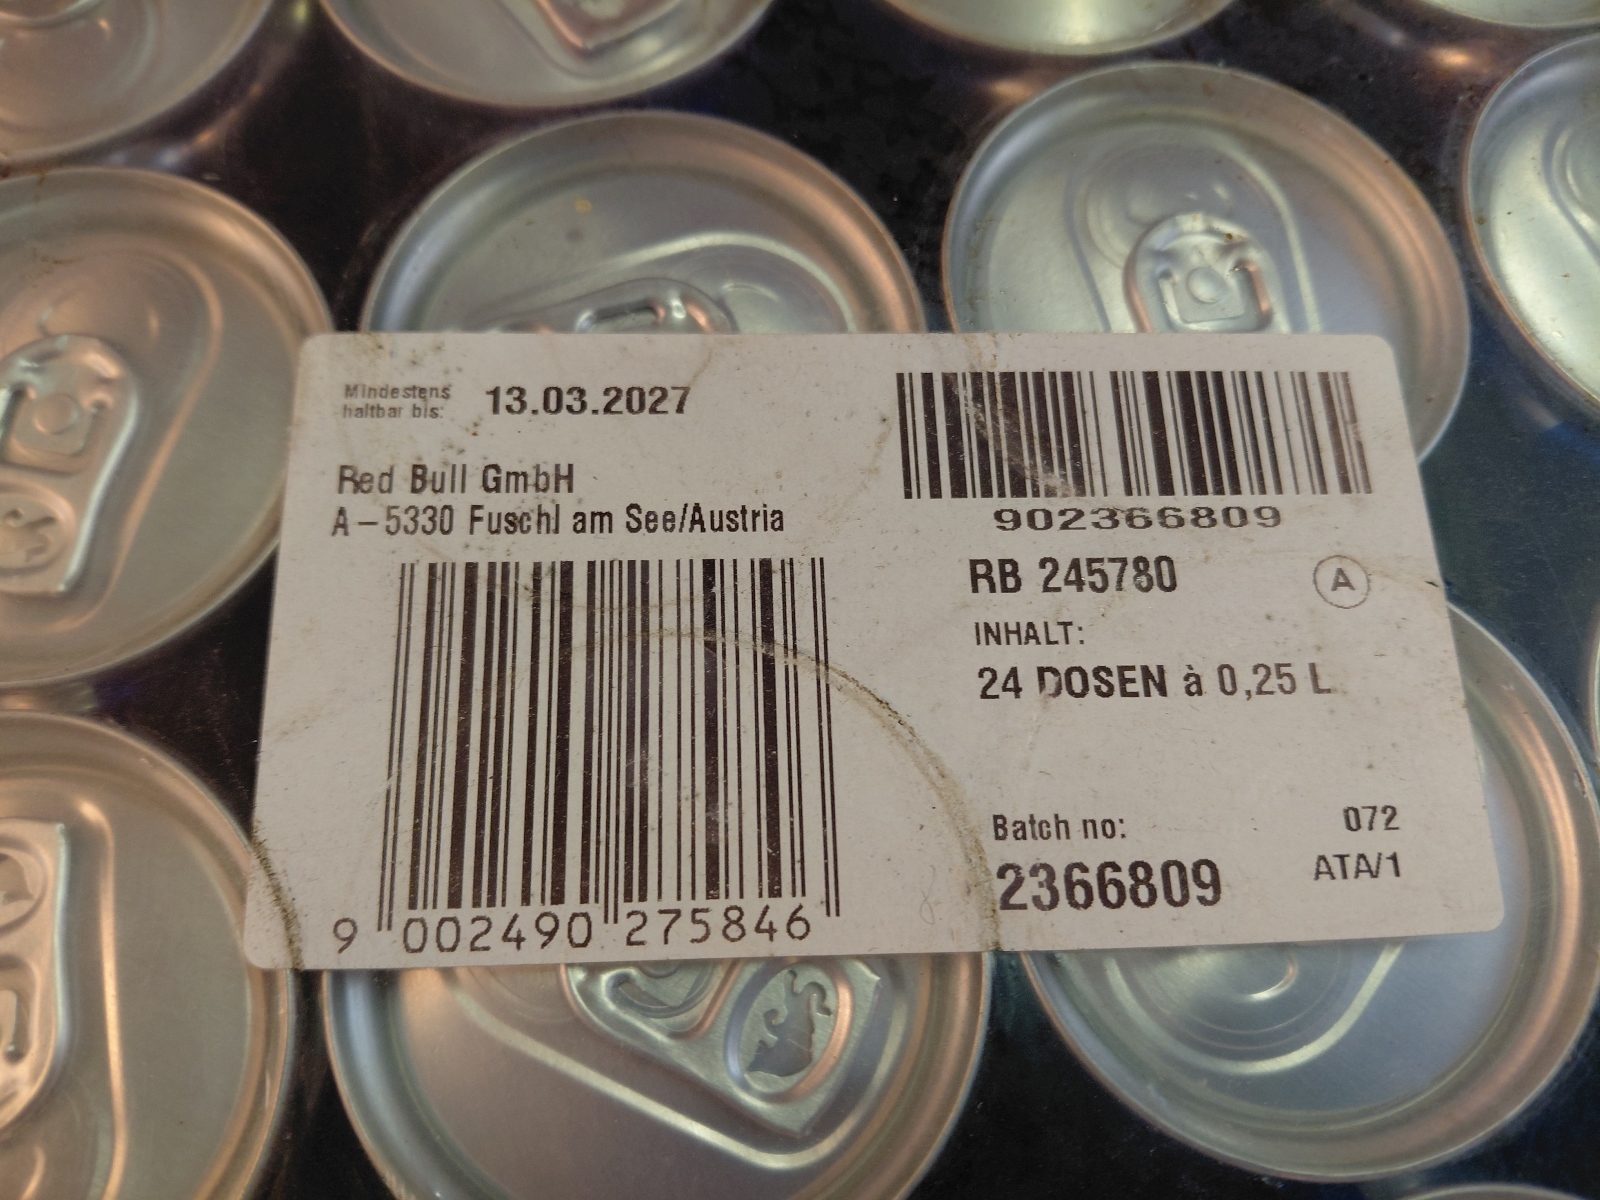 Mindestens
haltbar bis:
13.03.2027
Red Bull GmbH
A-5330 Fuschl am See/Austria
9 002490 275846
902366809
RB 245780
A
INHALT:
24 DOSEN à 0,25 L
Batch no:
2366809
072
ATA/1